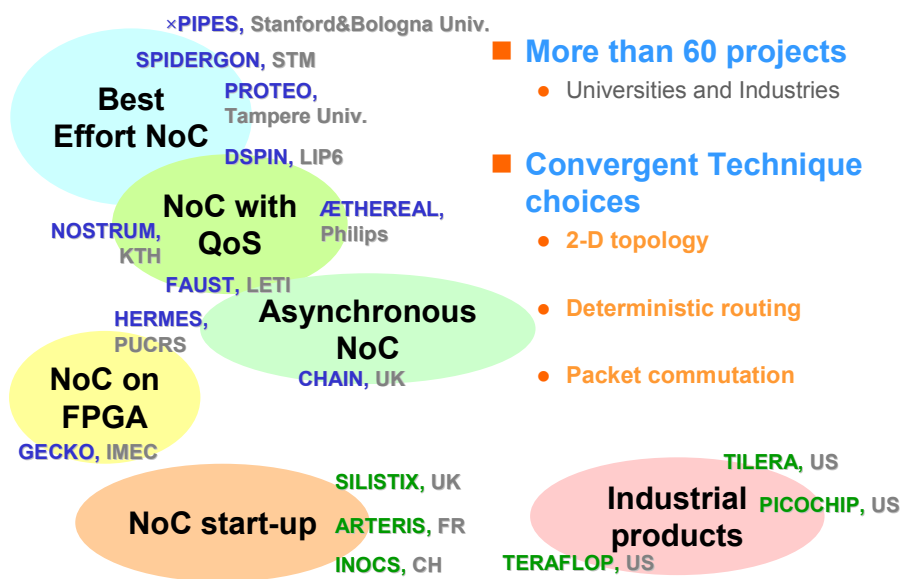 ×PIPES, Stanford&Bologna Univ.
SPIDERGON, STM
Best
Effort NoC
PROTEO,
Tampere Univ.
DSPIN, LIP6
NoC with
QoS
ÆTHEREAL,
Philips
NOSTRUM,
KTH
FAUST, LETI
HERMES,
PUCRS
Asynchronous
NoC
CHAIN, UK
NoC on
FPGA
GECKO, IMEC
NoC start-up
SILISTIX, UK
ARTERIS, FR
INOCS, CH
More than 60 projects
Universities and Industries
Convergent Technique
choices
2-D topology
Deterministic routing
Packet commutation
TILERA, US
Industrial
products
PICOCHIP, US
TERAFLOP, US